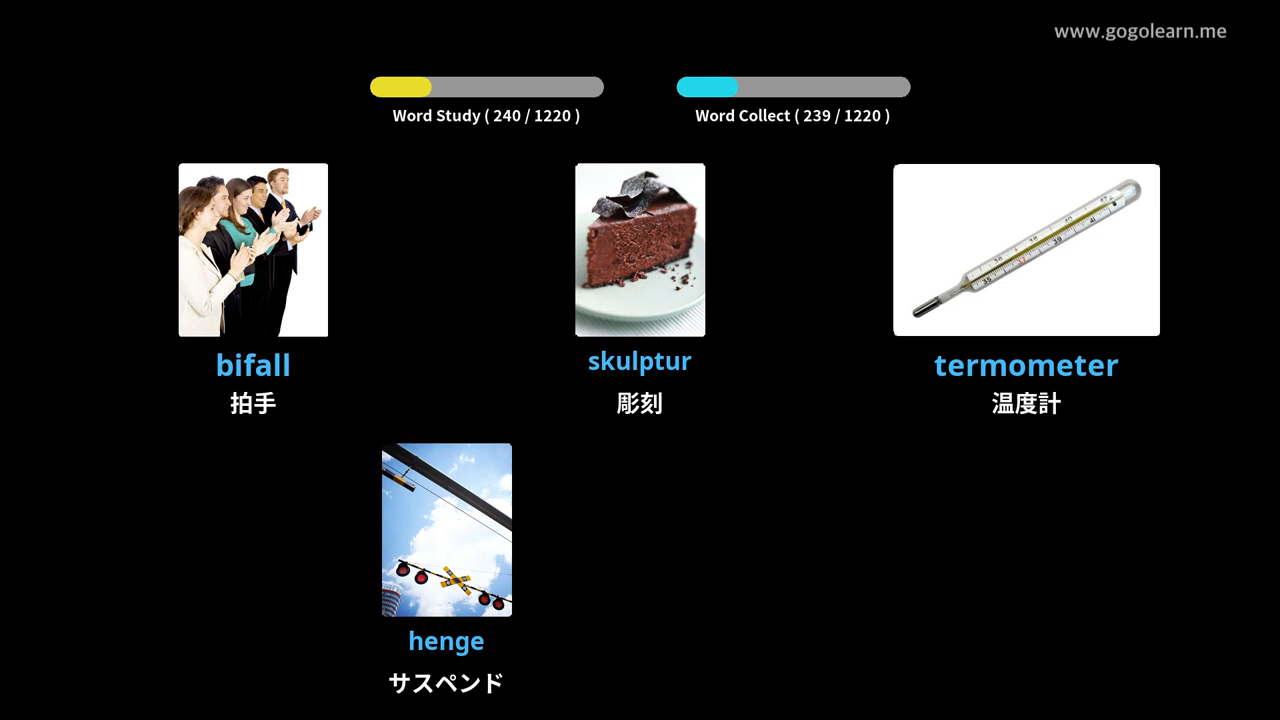 www.gogolearn.me
Word Study ( 240 / 1220 )
Word Collect ( 239 / 1220 )
bifall
拍手
skulptur
彫刻
termometer
温度計
henge
サスペンド